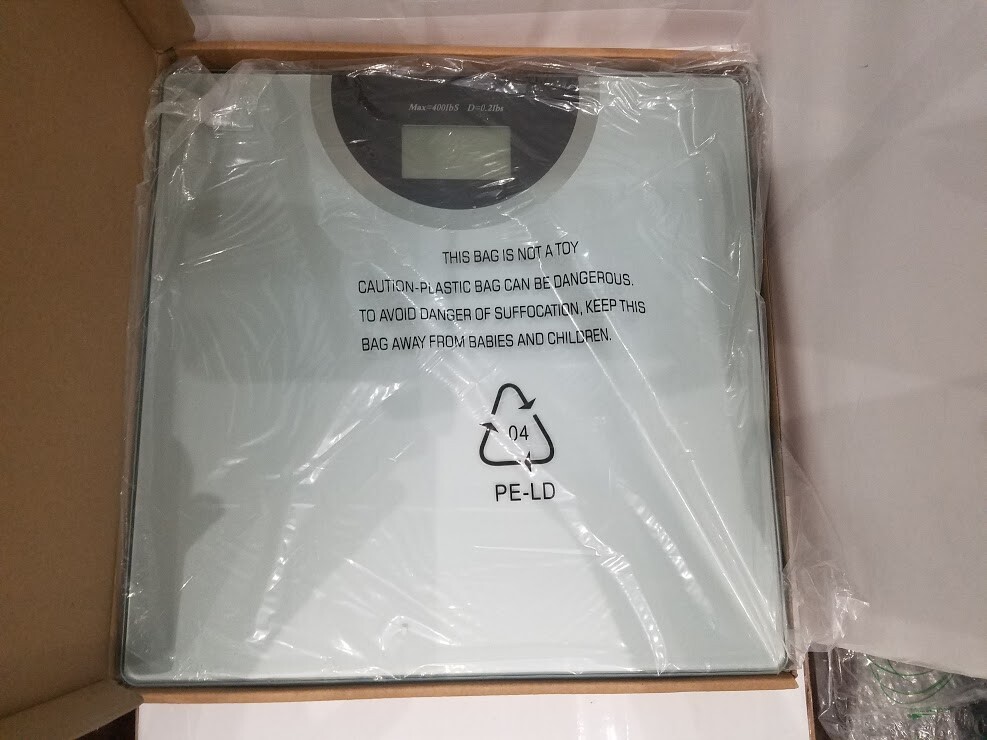 Max=400lbS D=0.2lbs
THIS BAG IS NOT A TOY
CAUTION-PLASTIC BAG CAN BE DANGEROUS.
TO AVOID DANGER OF SUFFOCATION, KEEP THIS
BAG AWAY FROM BABIES AND CHILDREN.
04
PE-LD